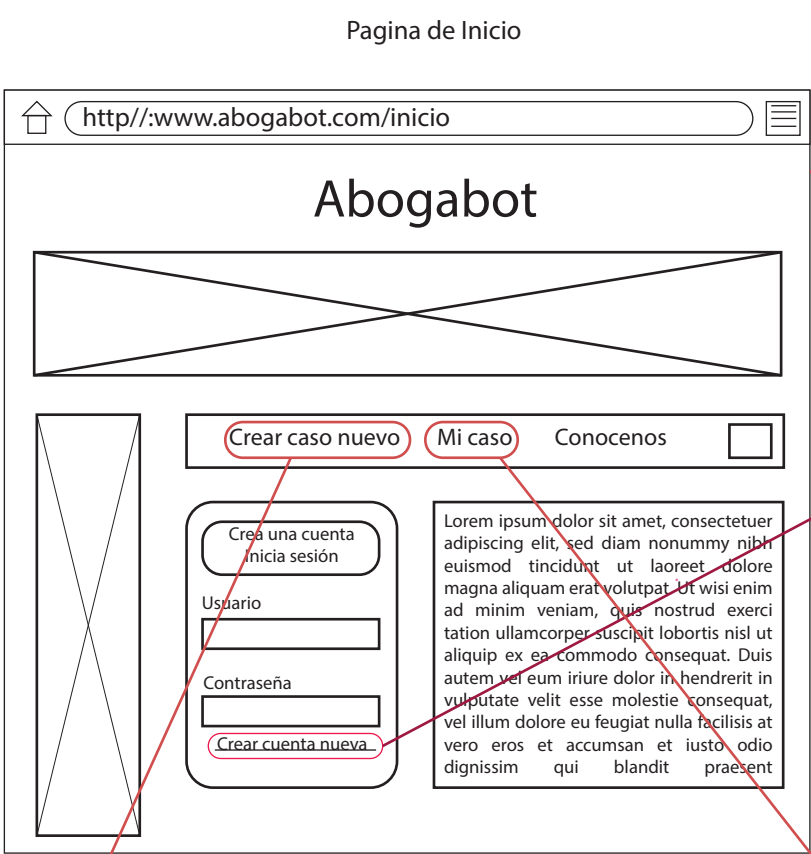 Pagina de Inicio
http//:www.abogabot.com/inicio
Abogabot
Crear caso nuevo Mi caso Conocenos
Crea una cuenta
Inicia sesión
Usuario
Contraseña
Crear cuenta nueva
Lorem ipsum dolor sit amet, consectetuer
adipiscing elit, sed diam nonummy nibh
euismod tincidunt ut laoreet dolore
magna aliquam erat volutpat. Ut wisi enim
ad minim veniam, quis nostrud exerci
tation ullamcorper suscipit lobortis nisl ut
aliquip ex ea commodo consequat. Duis
autem vel eum iriure dolor in hendrerit in
vulputate velit esse molestie consequat,
vel illum dolore eu feugiat nulla facilisis at
vero eros et accumsan et iusto odio
dignissim qui blandit praesent